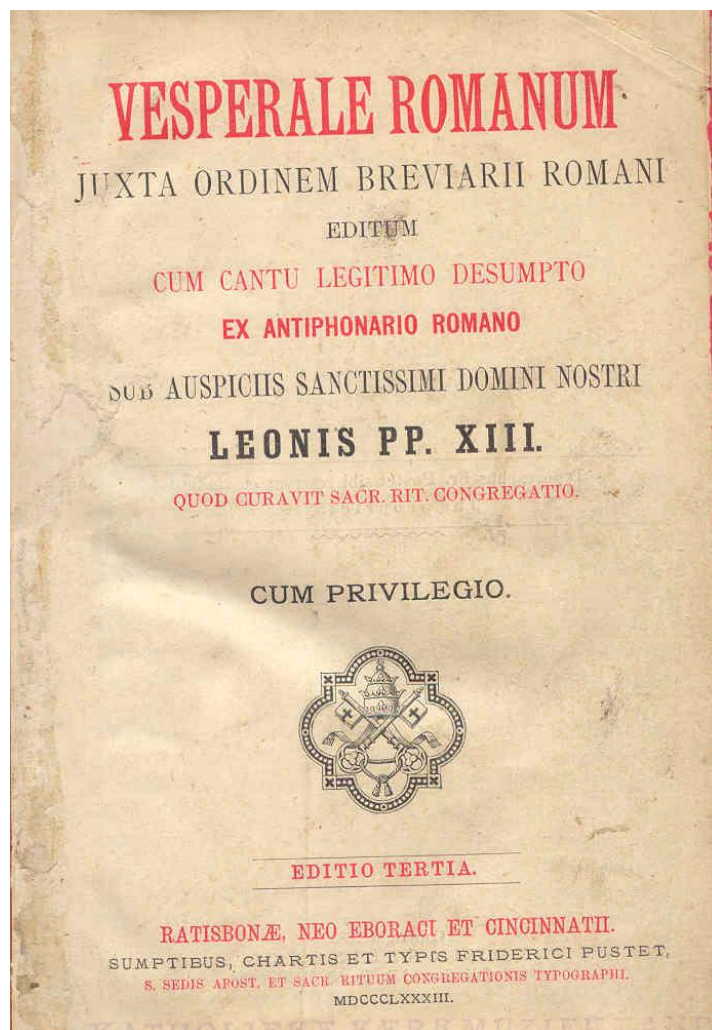 VESPERALE ROMANUM
JUXTA ORDINEM BREVIARII ROMANI
EDITUM
CUM CANTU LEGITIMO DESUMPTO
EX ANTIPHONARIO ROMANO
SUB AUSPICIIS SANCTISSIMI DOMINI NOSTRI
LEONIS PP. XIII.
QUOD CURAVIT SACR. RIT. CONGREGATIO.
CUM PRIVILEGIO.
EDITIO TERTIA.
RATISBONÆ, NEO EBORACI ET CINCINNATII.
SUMPTIBUS, CHARTIS ET TYPIS FRIDERICI PUSTET,
S. SEDIS APOST. ET SACR. RITUUM CONGREGATIONIS TYPOGRAPHI.
MDCCCLXXXIII.